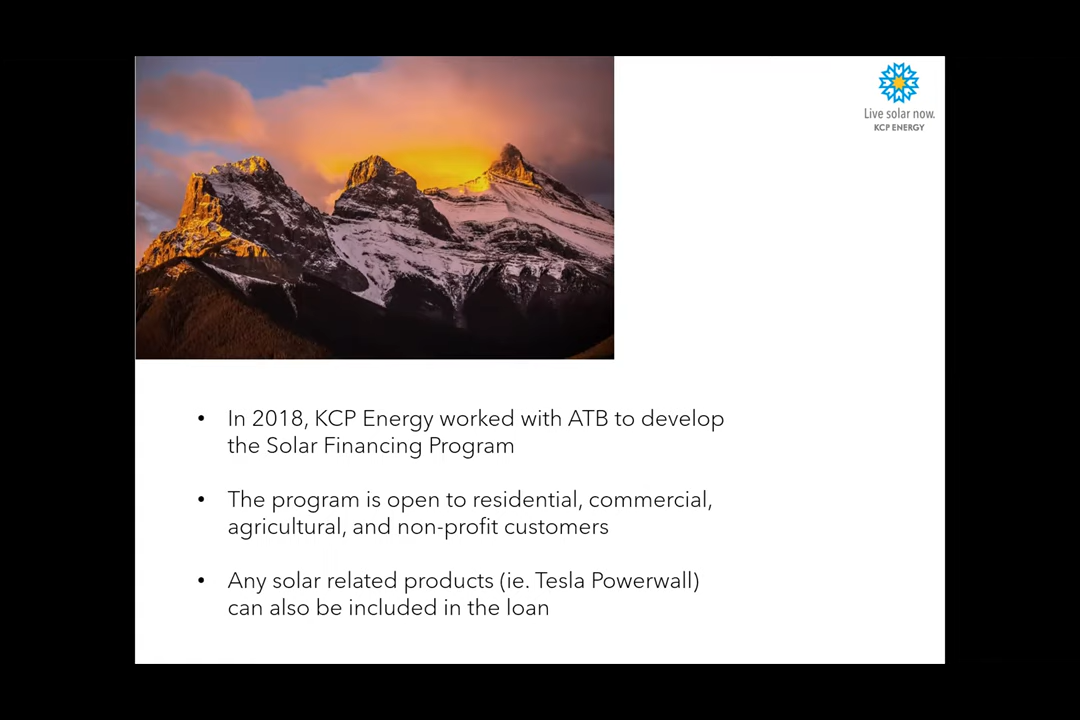 Live solar now.
KCP ENERGY
• In 2018, KCP Energy worked with ATB to develop
the Solar Financing Program
• The program is open to residential, commercial,
agricultural, and non-profit customers
• Any solar related products (ie. Tesla Powerwall)
can also be included in the loan